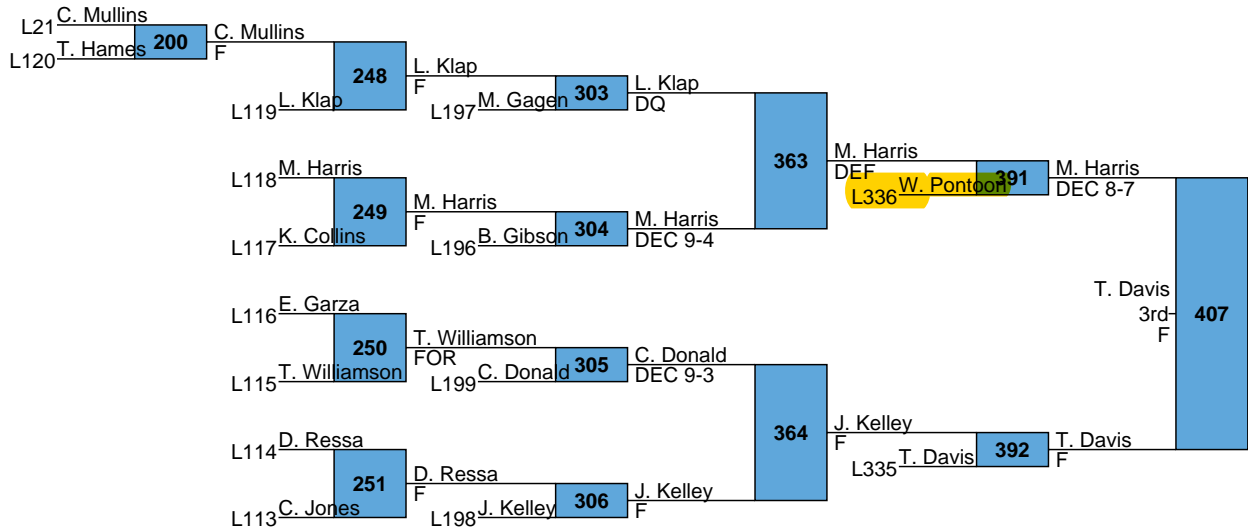 C. Mullins
L21
200
C. Mullins
T. Hames
F
L120
248
L. Klap
L. Klap
F
303
DQ
L. Klap
M. Gagen
L119
L197
363
M. Harris
M. Harris
M. Harris
DEF
391
DEC 8-7
L118
W. Pontoon
L336
249
M. Harris
M. Harris
F
304
DEC 9-4
K. Collins
B. Gibson
L117
L196
T. Davis
3rd
407
F
E. Garza
L116
250
T. Williamson
C. Donald
FOR
305
DEC 9-3
T. Williamson
C. Donald
L115
L199
364
J. Kelley
T. Davis
F
392
F
D. Ressa
T. Davis
L114
L335
251
D. Ressa
J. Kelley
F
306
F
C. Jones
J. Kelley
L113
L198